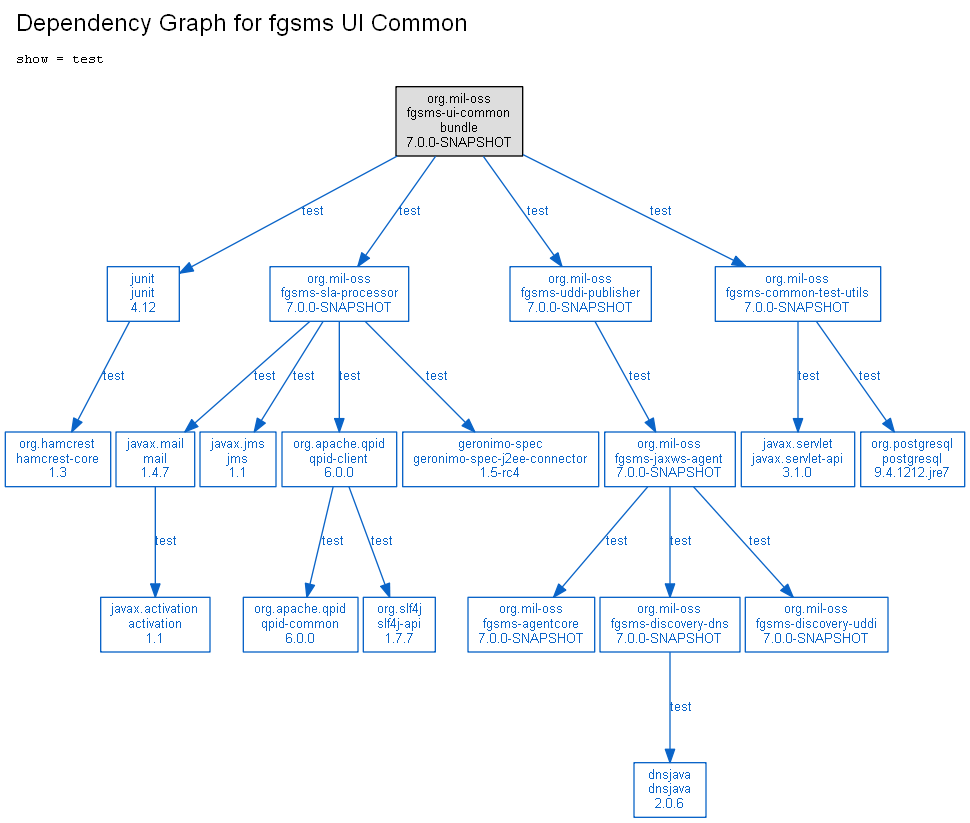 Dependency Graph for fgsms UI Common
show = test
org.mil-oss
fgsms-ui-common
bundle
7.0.0-SNAPSHOT
test
test
test
test
junit
junit
4.12
org.mil-oss
fgsms-sla-processor
7.0.0-SNAPSHOT
org.mil-oss
fgsms-uddi-publisher
7.0.0-SNAPSHOT
org.mil-oss
fgsms-common-test-utils
7.0.0-SNAPSHOT
test
test
test
test
test
test
test
test
org.hamcrest
hamcrest-core
1.3
javax.mail
mail
1.4.7
javax.jms
jms
1.1
org.apache.qpid
qpid-client
6.0.0
geronimo-spec
geronimo-spec-j2ee-connector
1.5-rc4
org.mil-oss
fgsms-jaxws-agent
7.0.0-SNAPSHOT
javax.servlet
javax.servlet-api
3.1.0
org.postgresql
postgresql
9.4.1212.jre7
test
test
test
test
test
test
javax.activation
activation
1.1
org.apache.qpid
qpid-common
6.0.0
org.slf4j
slf4j-api
1.7.7
org.mil-oss
fgsms-agentcore
7.0.0-SNAPSHOT
org.mil-oss
fgsms-discovery-dns
7.0.0-SNAPSHOT
org.mil-oss
fgsms-discovery-uddi
7.0.0-SNAPSHOT
test
dnsjava
dnsjava
2.0.6